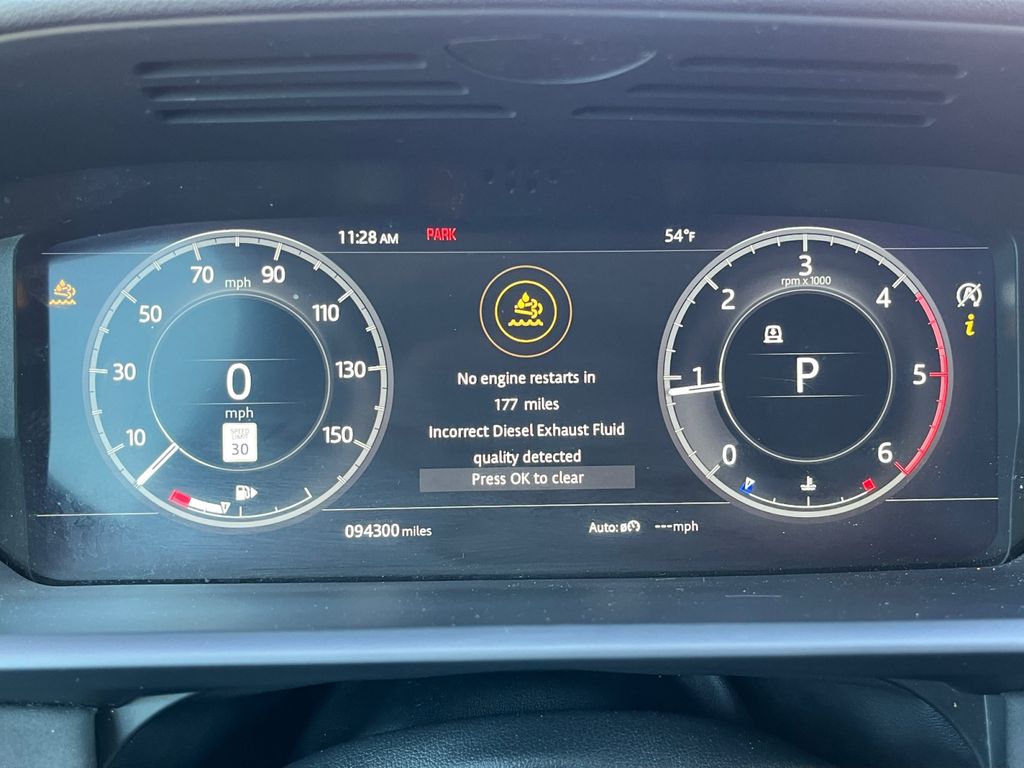 11:28 AM PARK 54°F
70 mph 90
50 110
30 130
10 150
0
mph
SPEED
LIMIT
30
No engine restarts in
177 miles
Incorrect Diesel Exhaust Fluid
quality detected
Press OK to clear
3
rpm x 1000
2 4
1 5
0 6
P
i
094300 miles
Auto: ---mph